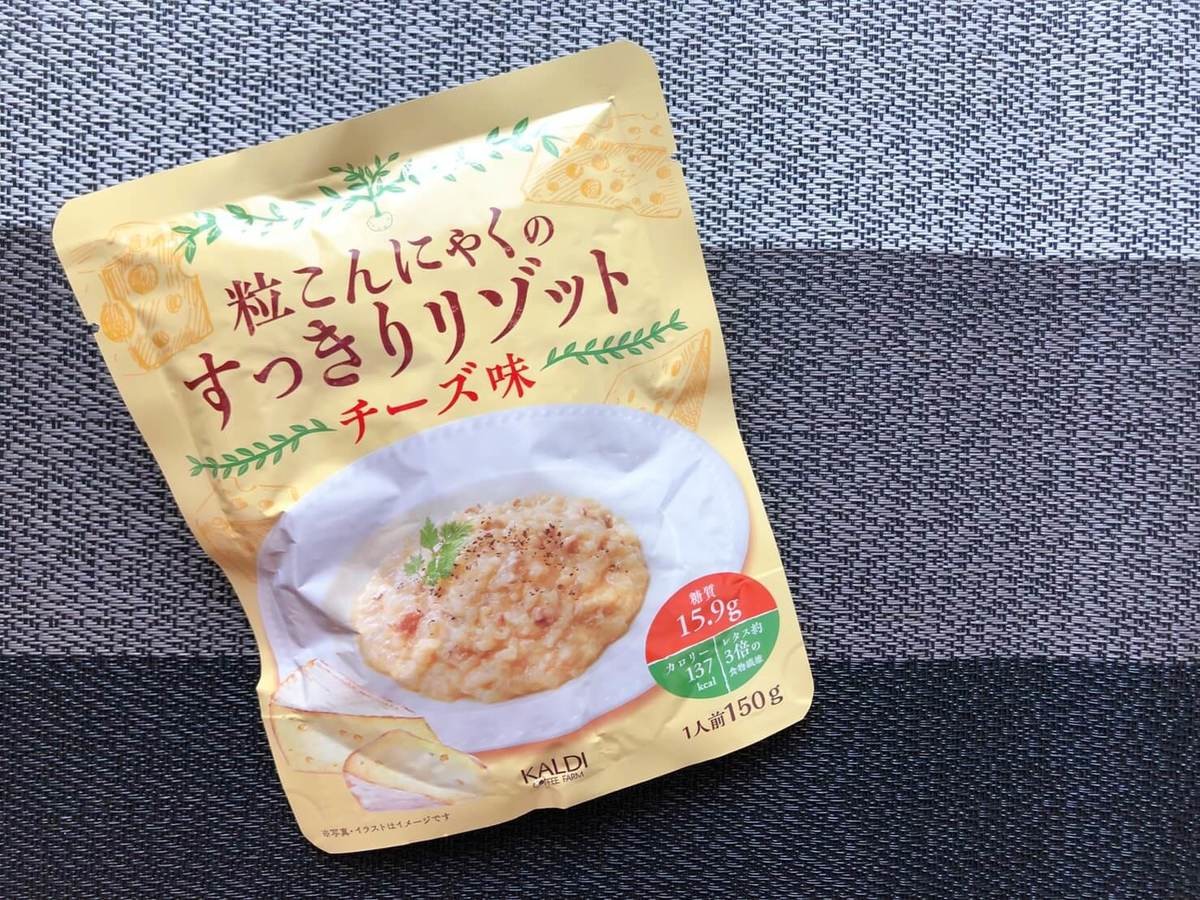 粒こんにゃくの
すっきりリゾット
チーズ味
糖質
15.9g
カロリー
137
kcal
レタス約
3倍の
食物繊維
1人前150g
KALDI
COFFEE FARM
※写真・イラストはイメージです